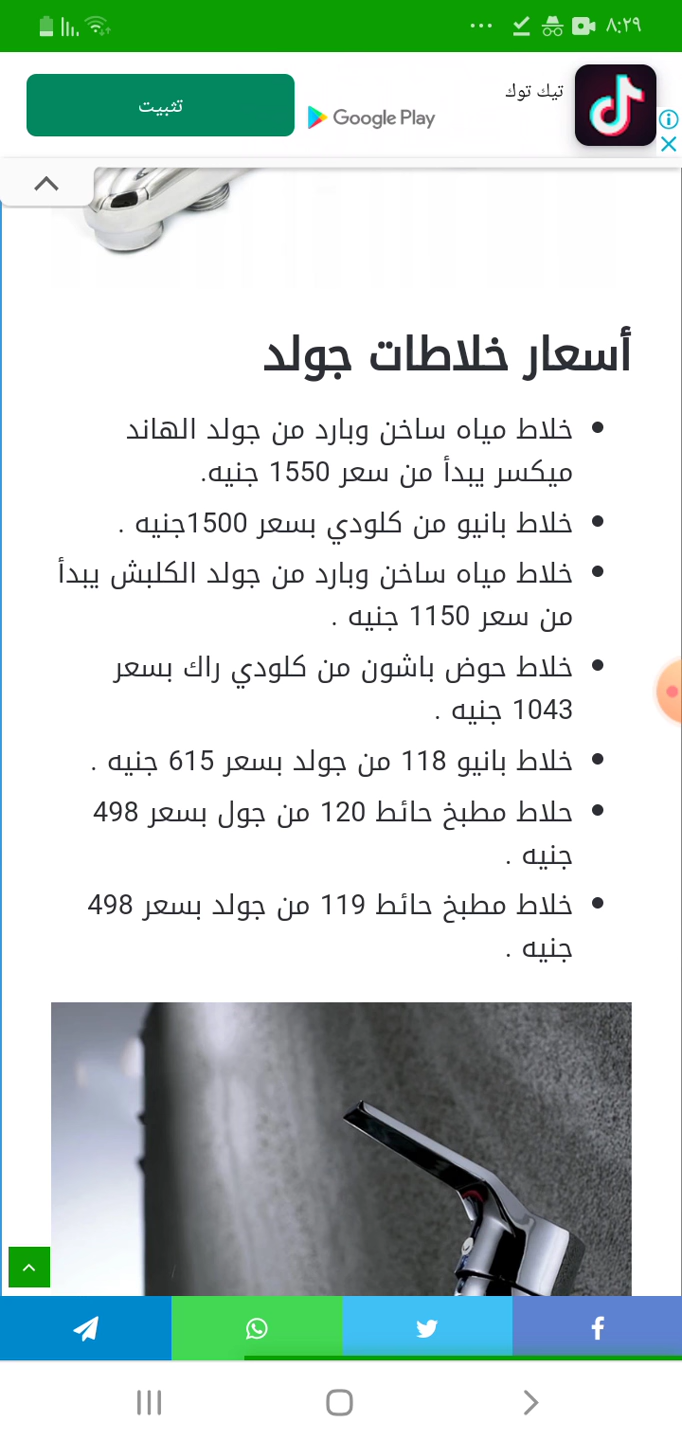 ٨:٢٩
تيك توك
Google Play
تثبيت
أسعار خلاطات جولد
خلاط مياه ساخن وبارد من جولد الهاند
ميكسر يبدأ من سعر 1550 جنيه.
خلاط بانيو من كلودي بسعر 1500جنيه .
خلاط مياه ساخن وبارد من جولد الكلبش يبدأ
من سعر 1150 جنيه .
خلاط حوض باشون من كلودي راك بسعر
1043 جنيه .
خلاط بانيو 118 من جولد بسعر 615 جنيه .
حلاط مطبخ حائط 120 من جول بسعر 498
جنيه .
خلاط مطبخ حائط 119 من جولد بسعر 498
جنيه .